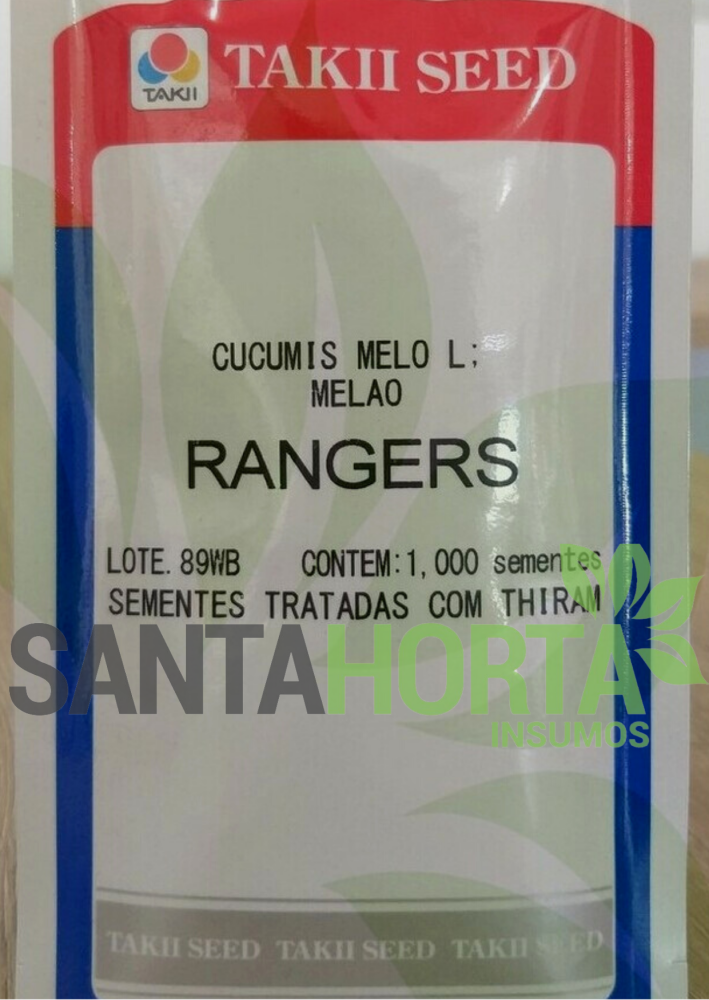 TAKII
TAKII SEED
CUCUMIS MELO L;
MELAO
RANGERS
LOTE. 89WB CONTEM:1,000 sementes
SEMENTES TRATADAS COM THIRAM
SANTAHORTA
INSUMOS
TAKII SEED TAKII SEED TAKII SEED